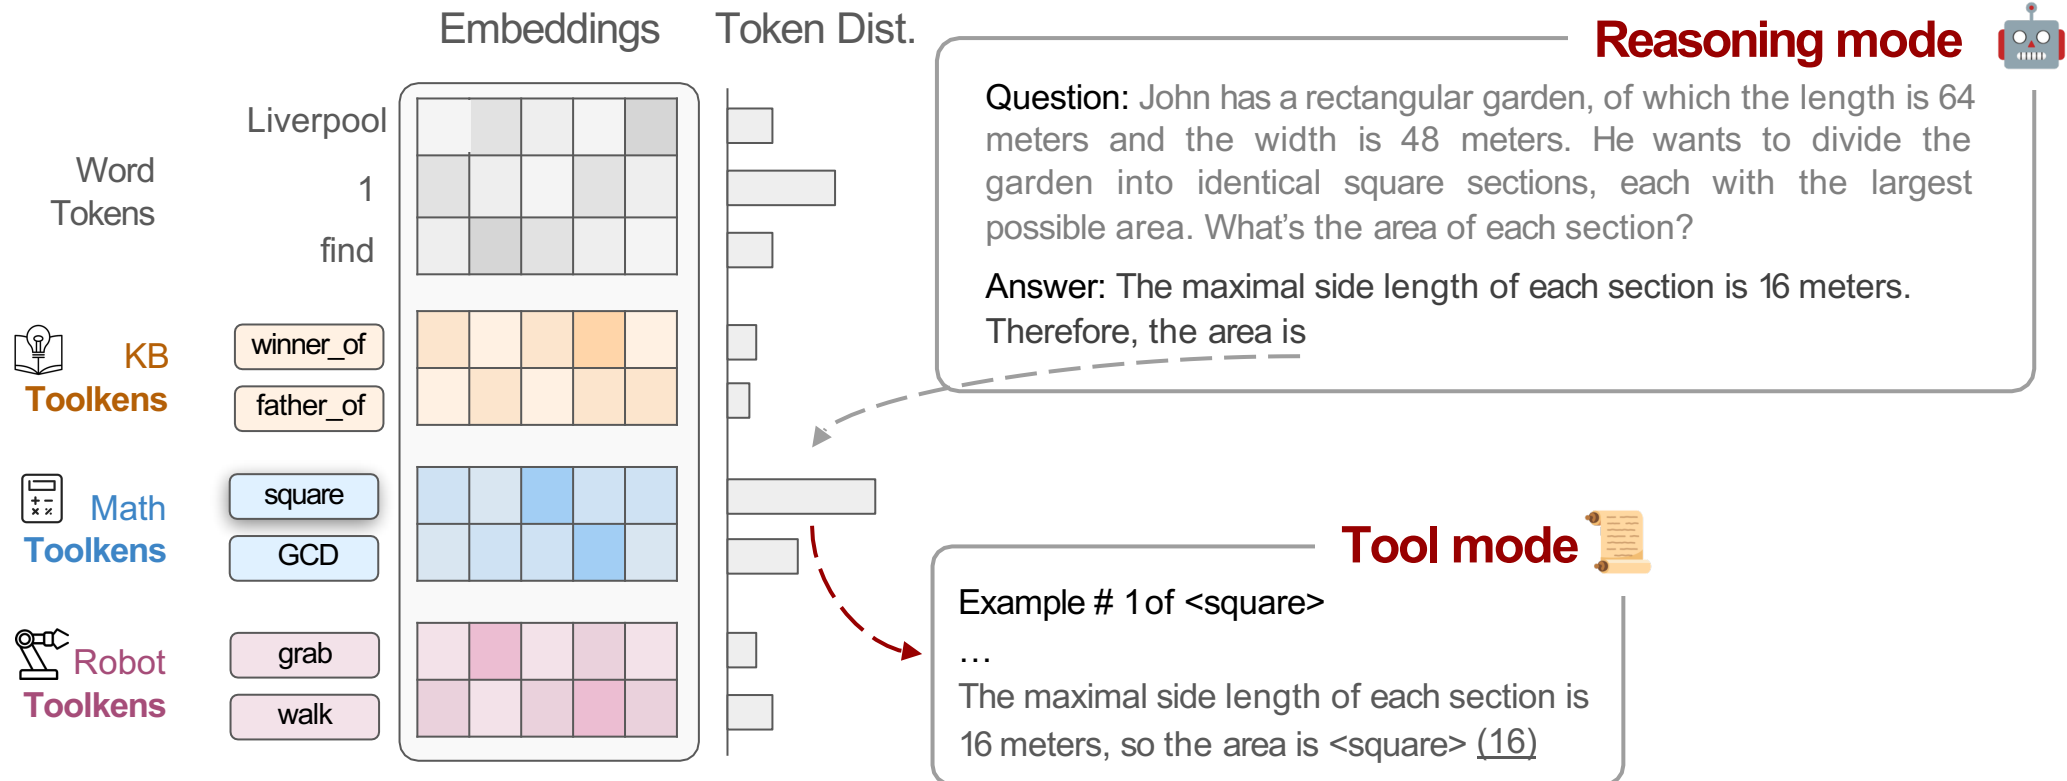 Embeddings
Token Dist.
Word
Tokens
Liverpool
1
find
KB
Toolkens
winner_of
father_of
Math
Toolkens
square
GCD
Robot
Toolkens
grab
walk
Reasoning mode
Question: John has a rectangular garden, of which the length is 64
meters and the width is 48 meters. He wants to divide the
garden into identical square sections, each with the largest
possible area. What's the area of each section?
Answer: The maximal side length of each section is 16 meters.
Therefore, the area is
Tool mode
Example # 1 of <square>
...
The maximal side length of each section is
16 meters, so the area is <square> (16)